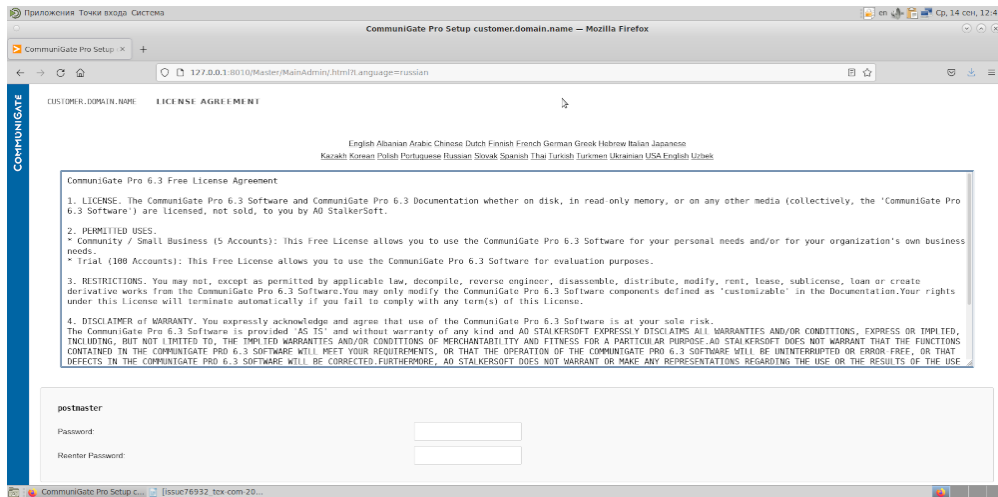 Приложения Точки входа Система
en
Ср, 14 сен, 12:4
CommuniGate Pro Setup customer.domain.name — Mozilla Firefox
CommuniGate Pro Setup
127.0.0.1:8010/Master/MainAdmin/.html?Language=russian
COMMUNIGATE
CUSTOMER.DOMAIN.NAME LICENSE AGREEMENT
English Albanian Arabic Chinese Dutch Finnish French German Greek Hebrew Italian Japanese
Kazakh Korean Polish Portuguese Russian Slovak Spanish Thai Turkish Turkmen Ukrainian USA English Uzbek
CommuniGate Pro 6.3 Free License Agreement
1. LICENSE. The CommuniGate Pro 6.3 Software and CommuniGate Pro 6.3 Documentation whether on disk, in read-only memory, or on any other media (collectively, the 'CommuniGate Pro
6.3 Software') are licensed, not sold, to you by AO StalkerSoft.
2. PERMITTED USES.
* Community / Small Business (5 Accounts): This Free License allows you to use the CommuniGate Pro 6.3 Software for your personal needs and/or for your organization's own business
needs.
* Trial (100 Accounts): This Free License allows you to use the CommuniGate Pro 6.3 Software for evaluation purposes.
3. RESTRICTIONS. You may not, except as permitted by applicable law, decompile, reverse engineer, disassemble, distribute, modify, rent, lease, sublicense, loan or create
derivative works from the CommuniGate Pro 6.3 Software.You may only modify the CommuniGate Pro 6.3 Software components defined as 'customizable' in the Documentation.Your rights
under this License will terminate automatically if you fail to comply with any term(s) of this License.
4. DISCLAIMER of WARRANTY. You expressly acknowledge and agree that use of the CommuniGate Pro 6.3 Software is at your sole risk.
The CommuniGate Pro 6.3 Software is provided 'AS IS' and without warranty of any kind and AO STALKERSOFT EXPRESSLY DISCLAIMS ALL WARRANTIES AND/OR CONDITIONS, EXPRESS OR IMPLIED,
INCLUDING, BUT NOT LIMITED TO, THE IMPLIED WARRANTIES AND/OR CONDITIONS OF MERCHANTABILITY AND FITNESS FOR A PARTICULAR PURPOSE.AO STALKERSOFT DOES NOT WARRANT THAT THE FUNCTIONS
CONTAINED IN THE COMMUNIGATE PRO 6.3 SOFTWARE WILL MEET YOUR REQUIREMENTS, OR THAT THE OPERATION OF THE COMMUNIGATE PRO 6.3 SOFTWARE WILL BE UNINTERRUPTED OR ERROR-FREE, OR THAT
DEFECTS IN THE COMMUNIGATE PRO 6.3 SOFTWARE WILL BE CORRECTED.FURTHERMORE, AO STALKERSOFT DOES NOT WARRANT OR MAKE ANY REPRESENTATIONS REGARDING THE USE OR THE RESULTS OF THE USE
postmaster
Password:
Reenter Password:
CommuniGate Pro Setup c... [issue76932_tex-com-20...